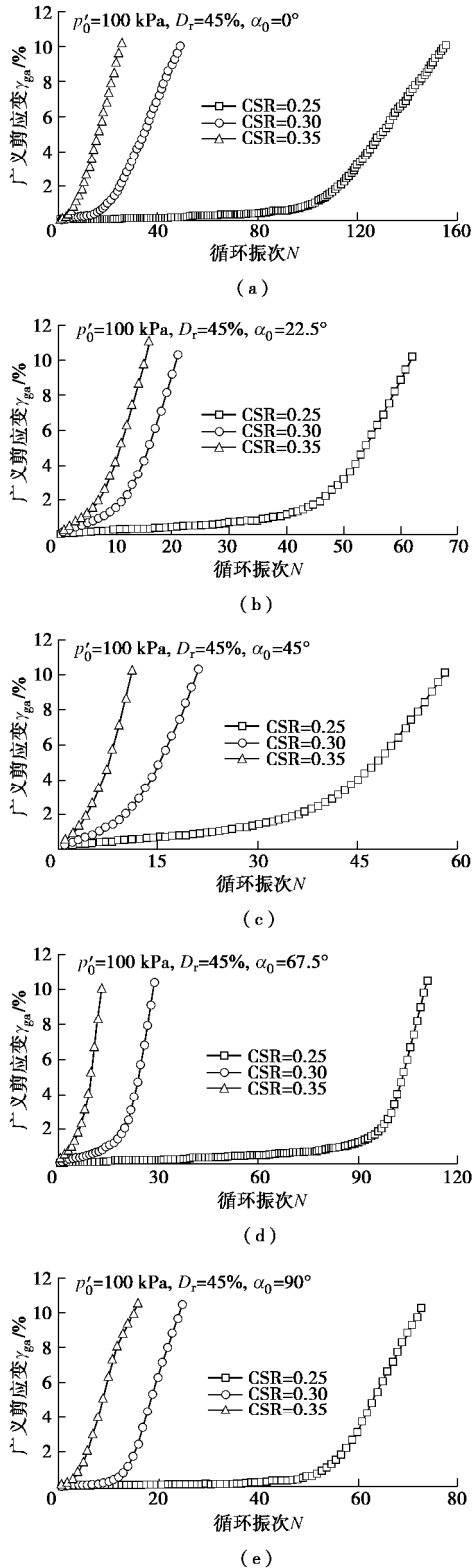 p′₀=100 kPa, Dᵣ=45%, α₀=0°
12
10
8
6
4
2
广义剪应变γga/%
CSR=0.25
CSR=0.30
CSR=0.35
0 40 80 120 160
循环振次N
(a)
p′₀=100 kPa, Dᵣ=45%, α₀=22.5°
12
10
8
6
4
2
广义剪应变γga/%
CSR=0.25
CSR=0.30
CSR=0.35
0 10 20 30 40 50 60 70
循环振次N
(b)
p′₀=100 kPa, Dᵣ=45%, α₀=45°
12
10
8
6
4
2
广义剪应变γga/%
CSR=0.25
CSR=0.30
CSR=0.35
0 15 30 45 60
循环振次N
(c)
p′₀=100 kPa, Dᵣ=45%, α₀=67.5°
12
10
8
6
4
2
广义剪应变γga/%
CSR=0.25
CSR=0.30
CSR=0.35
0 30 60 90 120
循环振次N
(d)
p′₀=100 kPa, Dᵣ=45%, α₀=90°
12
10
8
6
4
2
广义剪应变γga/%
CSR=0.25
CSR=0.30
CSR=0.35
0 20 40 60 80
循环振次N
(e)